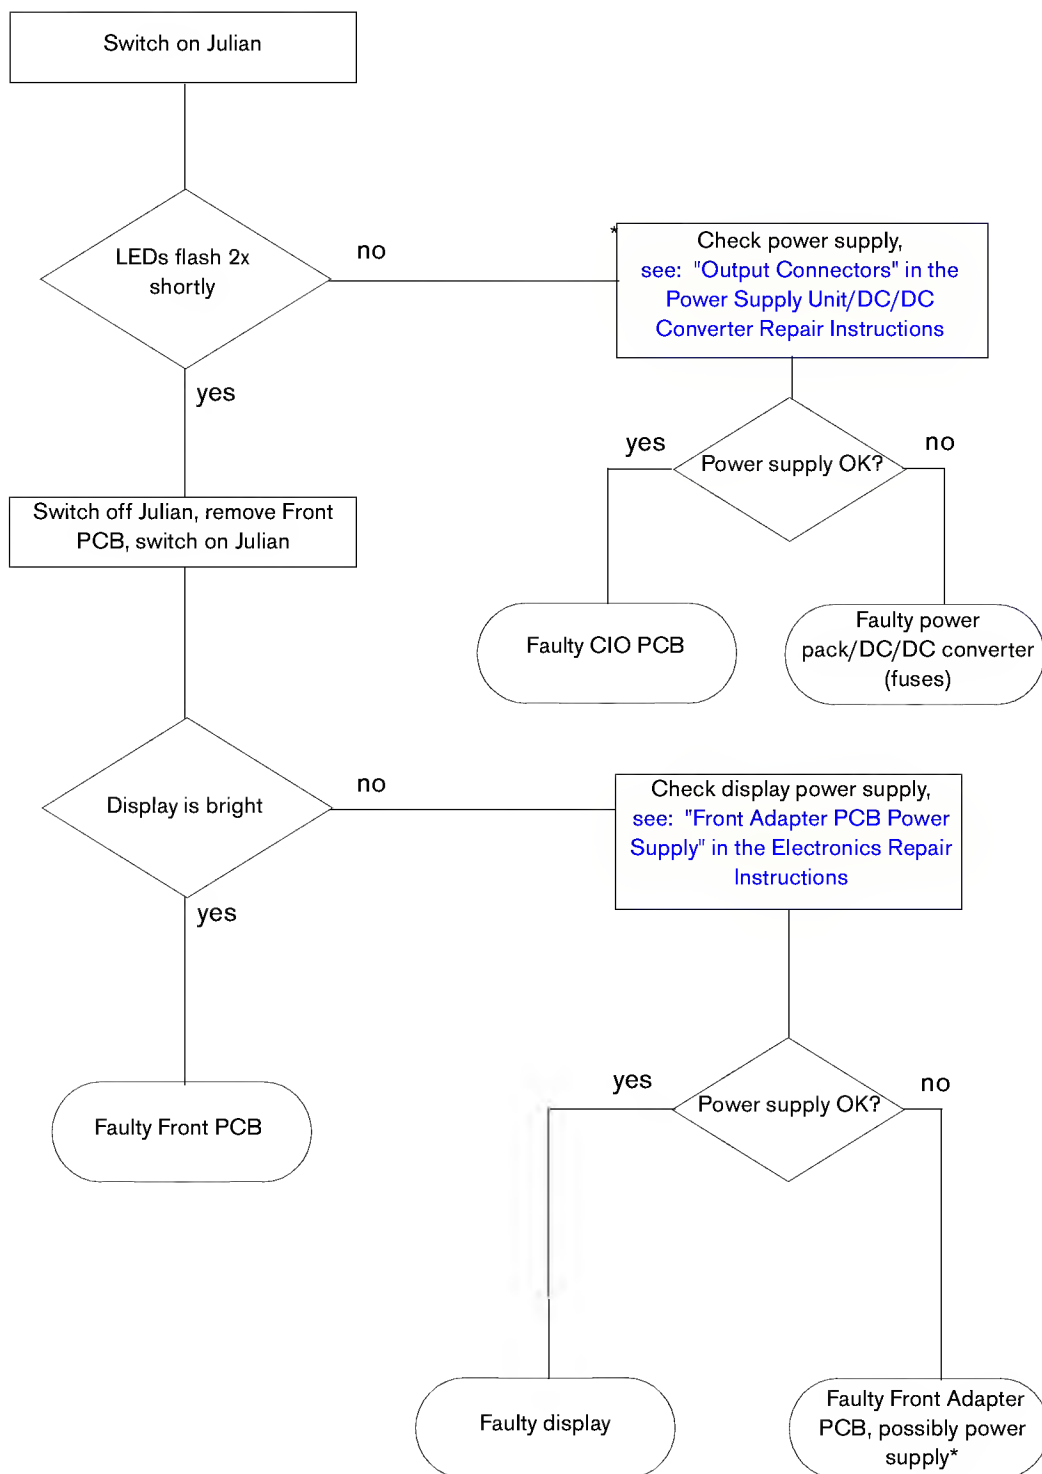 Switch on Julian
LEDs flash 2x
shortly
no
*
Check power supply,
see: "Output Connectors" in the
Power Supply Unit/DC/DC
Converter Repair Instructions
yes
yes
Power supply OK?
no
Switch off Julian, remove Front
PCB, switch on Julian
Faulty CIO PCB
Faulty power
pack/DC/DC converter
(fuses)
Display is bright
no
Check display power supply,
see: "Front Adapter PCB Power
Supply" in the Electronics Repair
Instructions
yes
Faulty Front PCB
yes
Power supply OK?
no
Faulty display
Faulty Front Adapter
PCB, possibly power
supply*